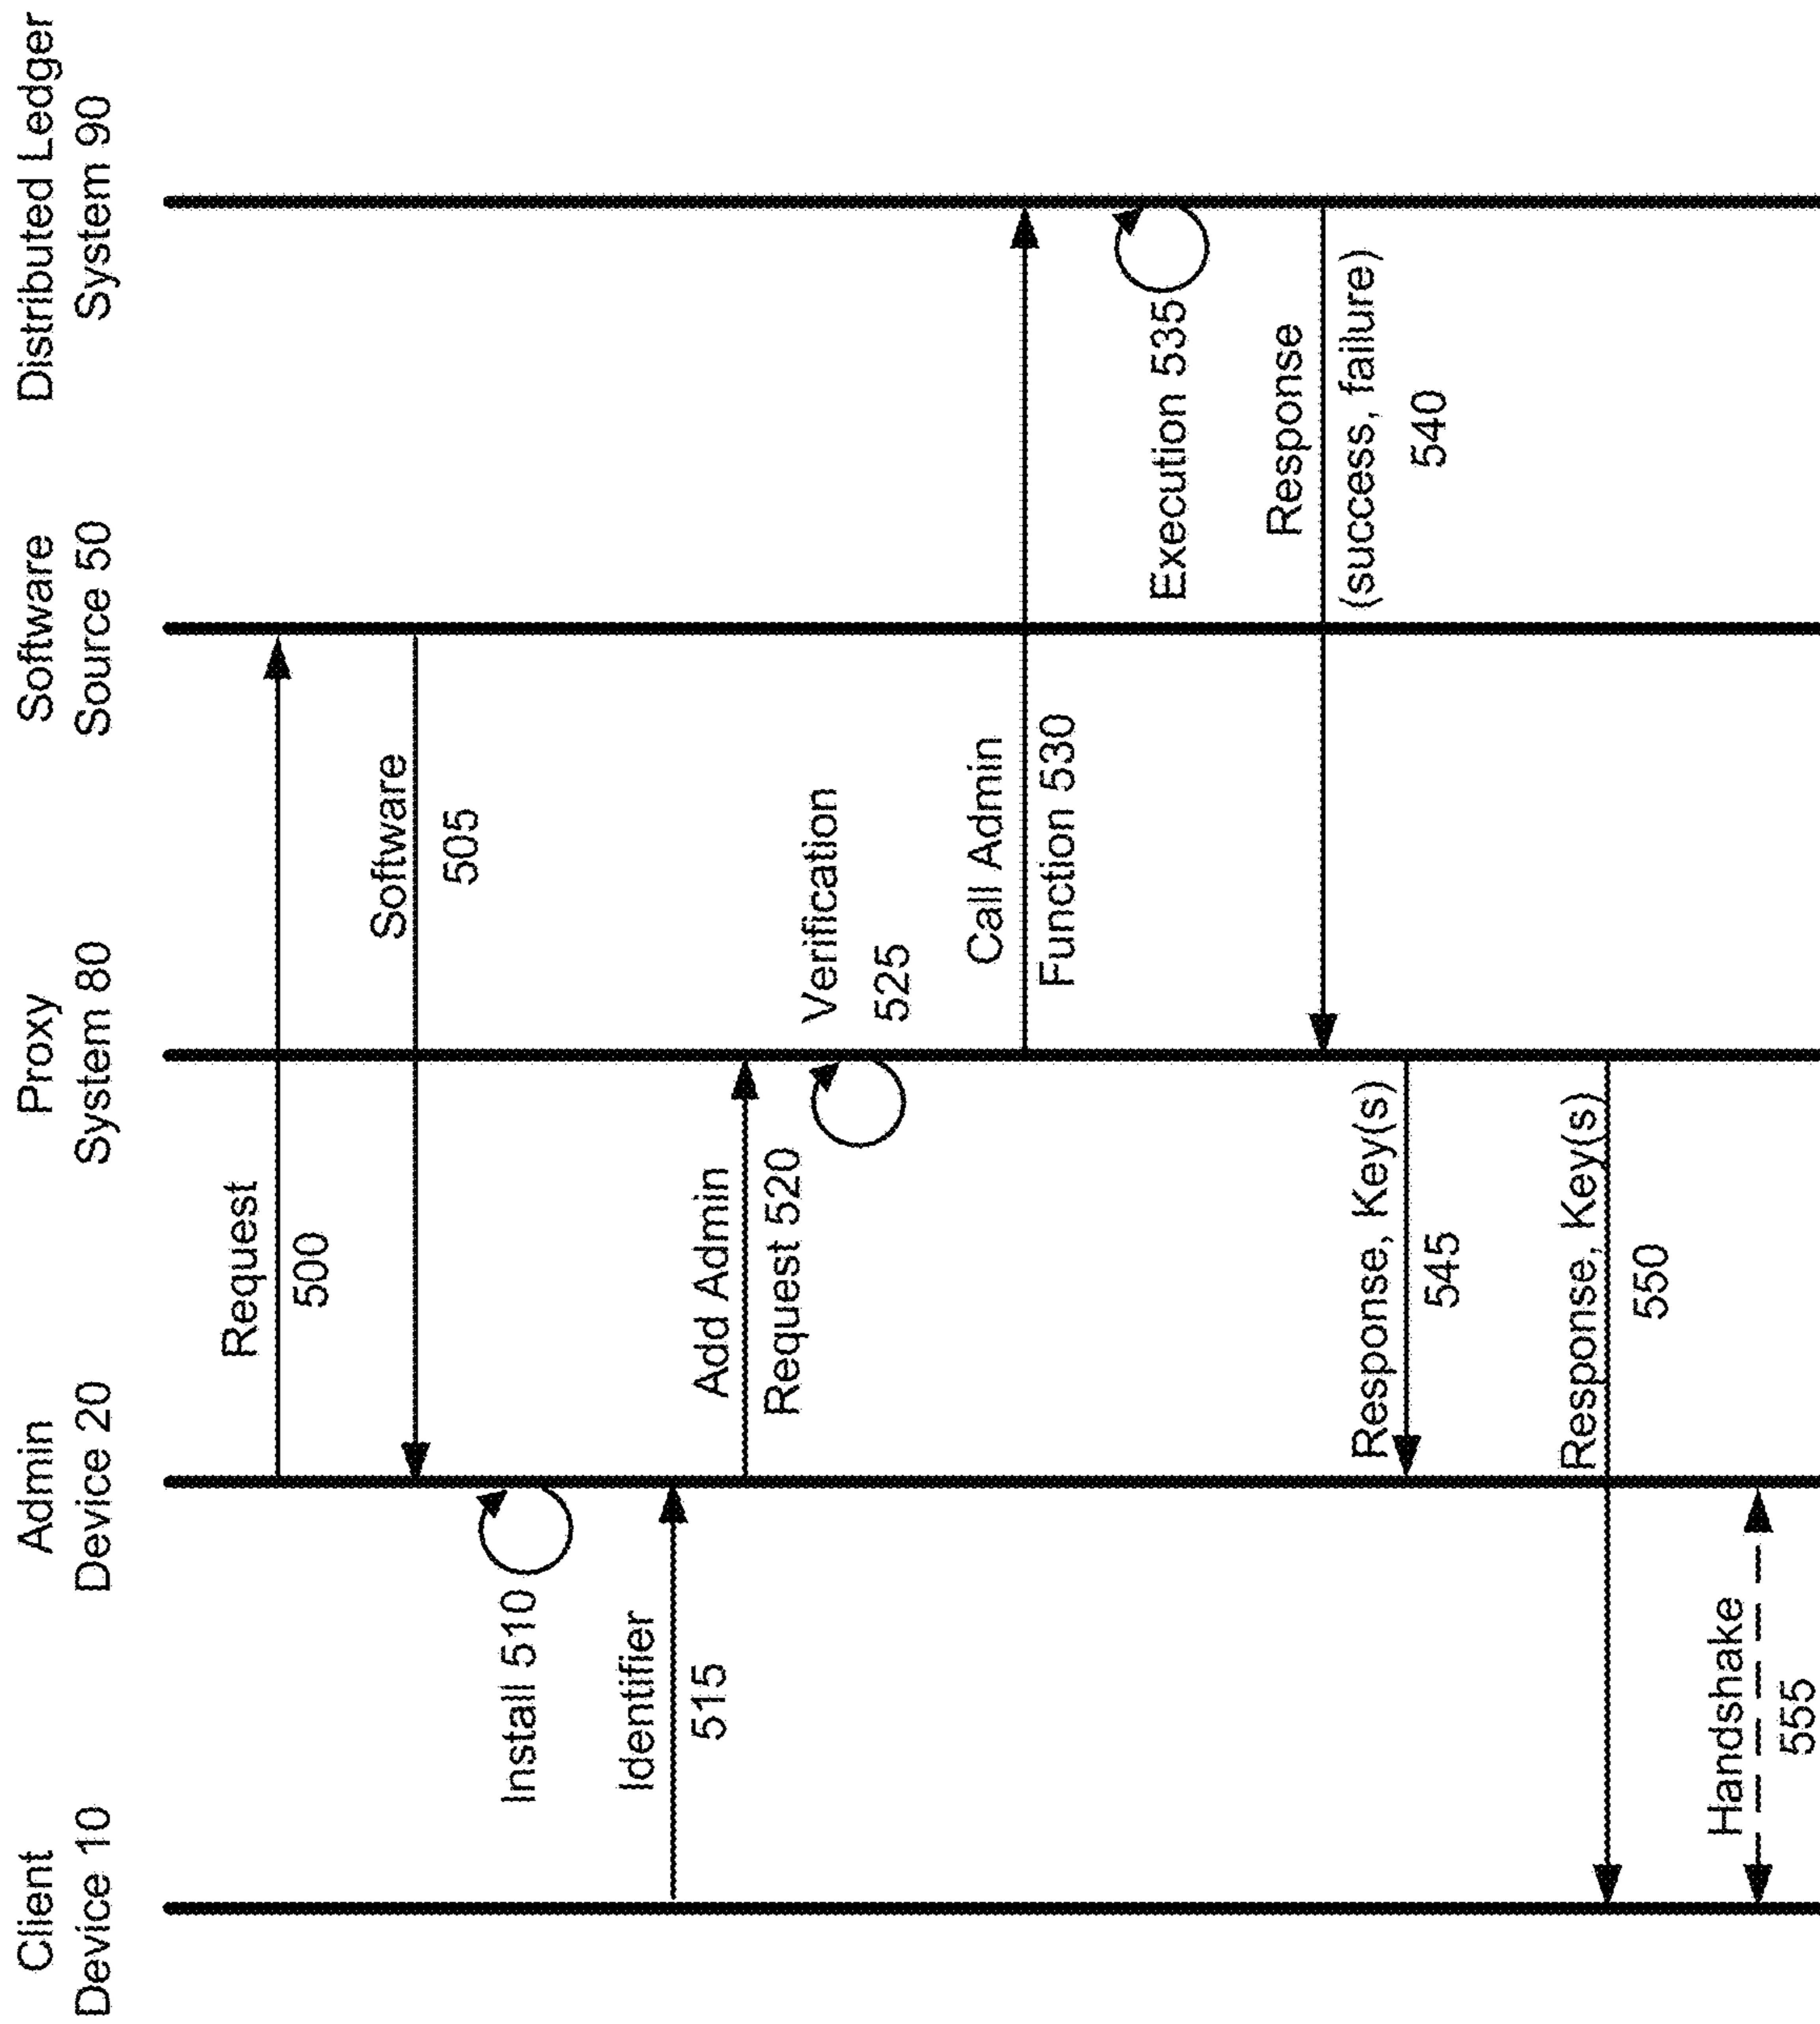 Client
Device 10
Admin
Device 20
Proxy
System 80
Software
Source 50
Distributed Ledger
System 90
Request
500
Software
505
Install 510
Identifier
515
Add Admin
Request 520
Verification
525
Call Admin
Function 530
Execution 535
Response
(success, failure)
540
Response, Key(s)
545
Response, Key(s)
550
Handshake
555